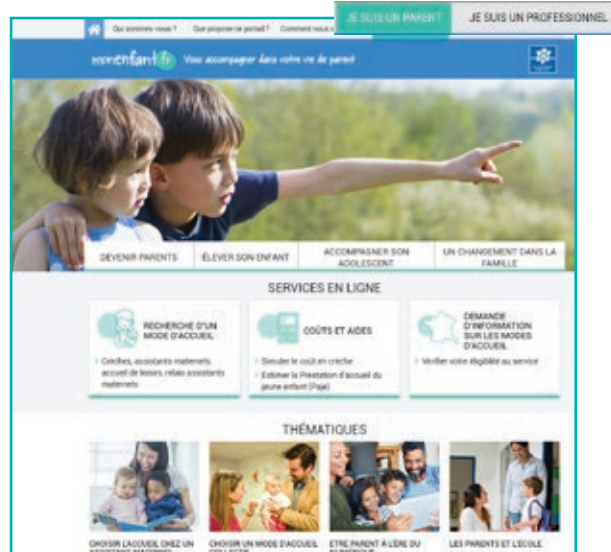 JE SUIS UN PARENT JE SUIS UN PROFESSIONNEL
Qui sommes-nous ? Que propose ce portail ? Comment nous
monenfant.fr Vous accompagner dans votre vie de parent
DEVENIR PARENTS ÉLEVER SON ENFANT ACCOMPAGNER SON ADOLESCENT UN CHANGEMENT DANS LA FAMILLE
SERVICES EN LIGNE
RECHERCHE D'UN
MODE D'ACCUEIL
Crèches, assistants maternels,
accueil de loisirs, relais assistants
maternels
COÛTS ET AIDES
Simuler le coût en crèche
Estimer la Prestation d'accueil du
jeune enfant (Paje)
DEMANDE
D'INFORMATION
SUR LES MODES
D'ACCUEIL
Vérifier votre éligibilité au service
THÉMATIQUES
CHOISIR L'ACCUEIL CHEZ UN
ASSISTANT MATERNEL
CHOISIR UN MODE D'ACCUEIL
COLLECTIF
ETRE PARENT À L'ÈRE DU
NUMÉRIQUE
LES PARENTS ET L'ECOLE